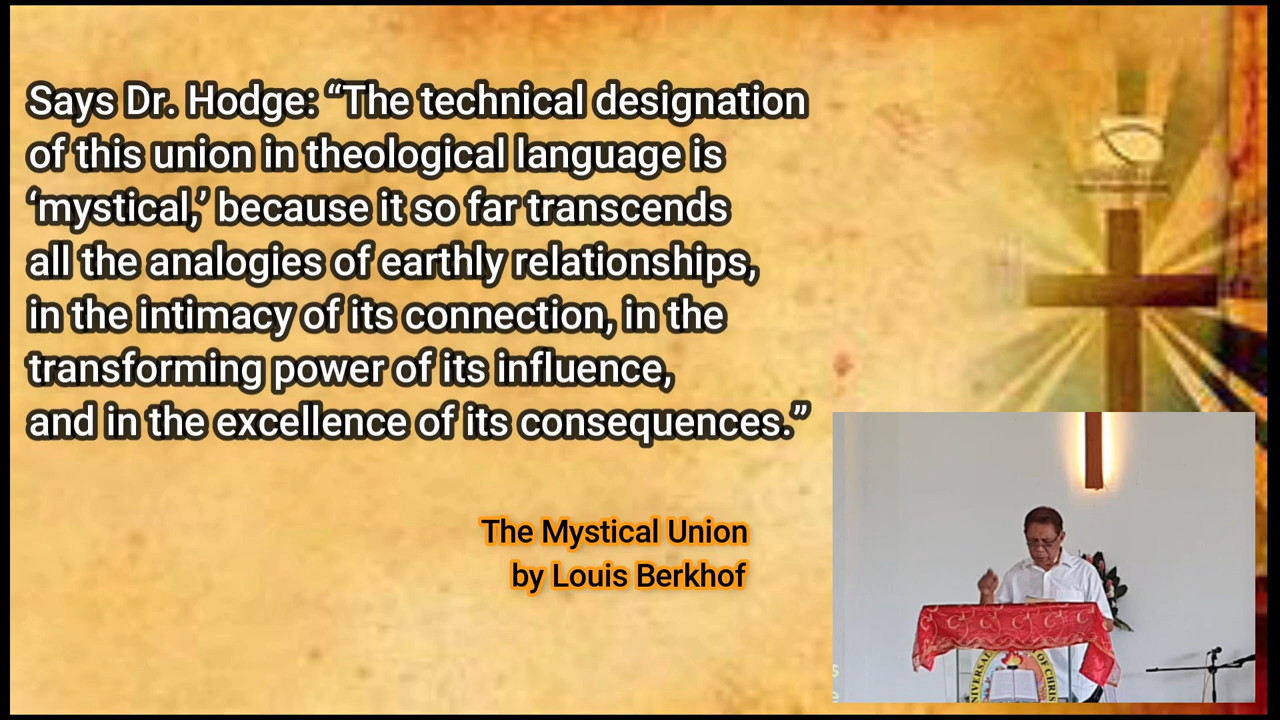 Says Dr. Hodge: “The technical designation
of this union in theological language is
‘mystical,’ because it so far transcends
all the analogies of earthly relationships,
in the intimacy of its connection, in the
transforming power of its influence,
and in the excellence of its consequences.”
The Mystical Union
by Louis Berkhof
OF CHRIS